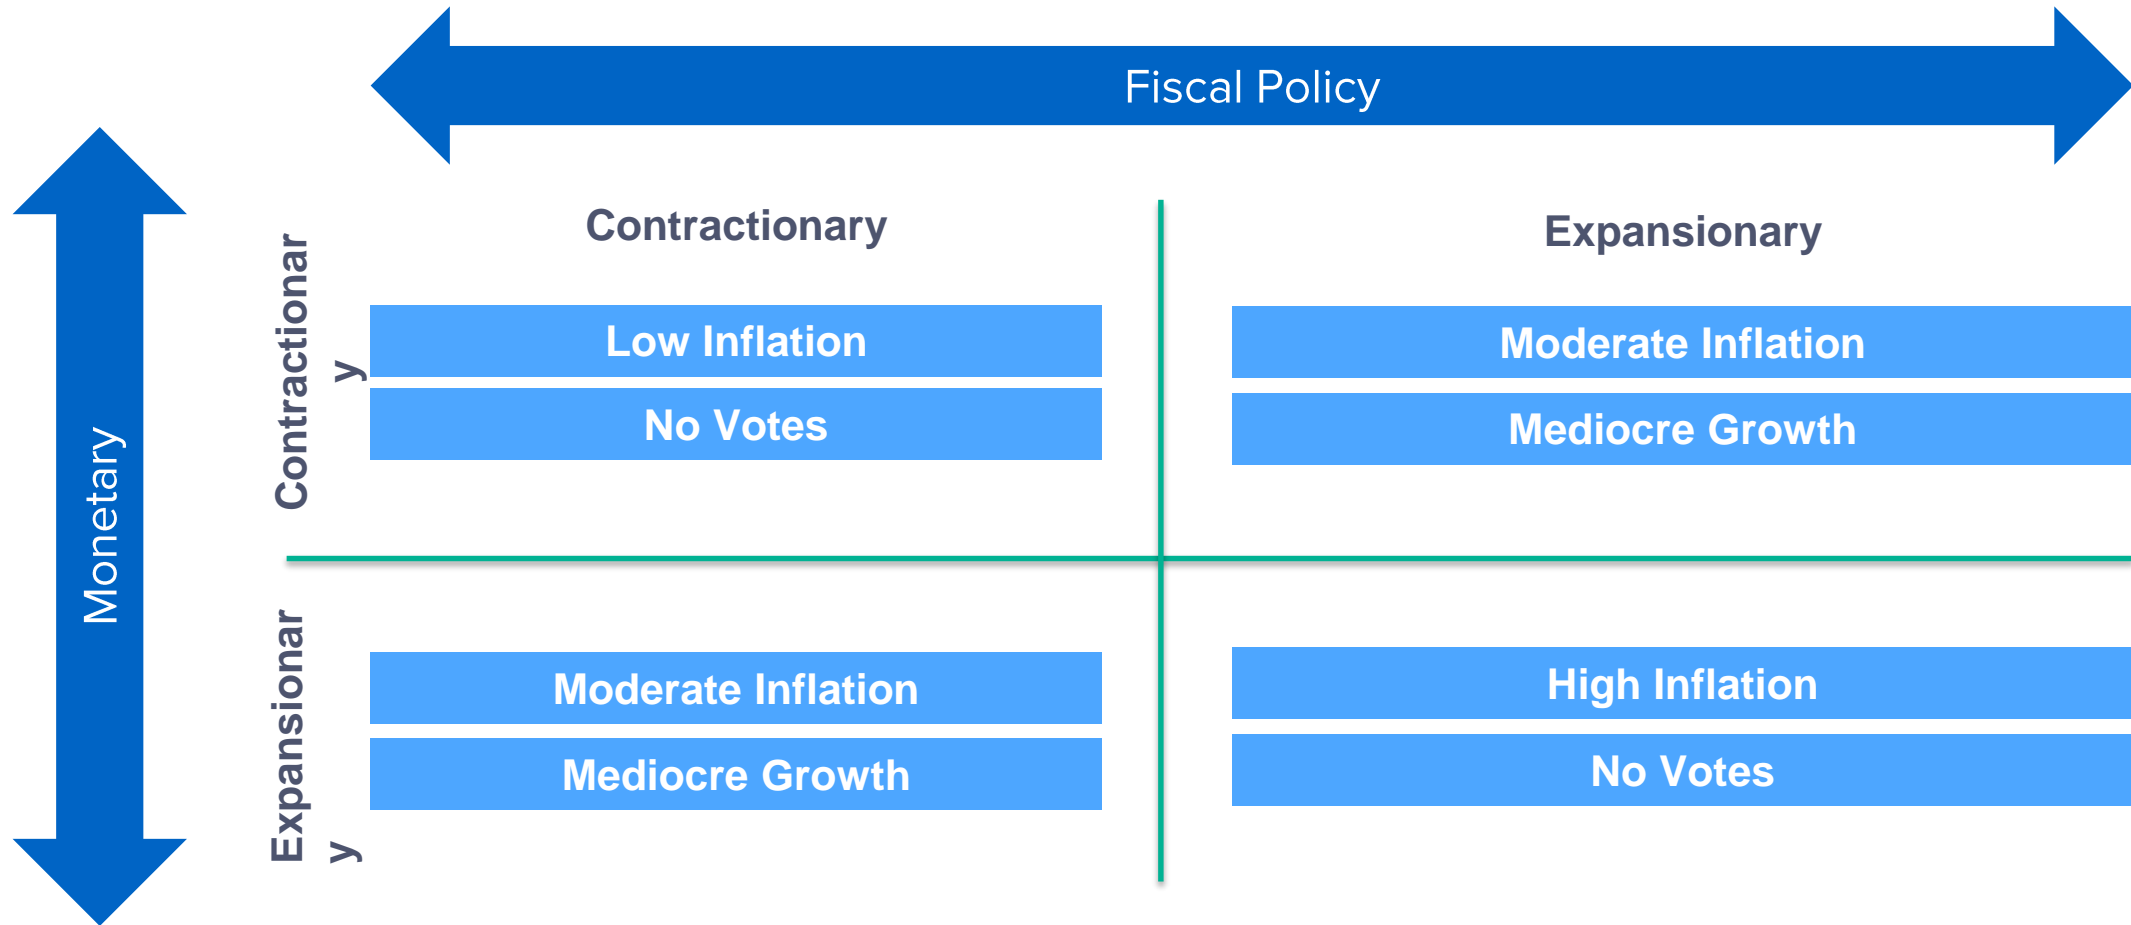 Fiscal Policy
Monetary
Contractionary
Expansionary
Contractionar
y
Low Inflation
No Votes
Moderate Inflation
Mediocre Growth
Expansionar
y
Moderate Inflation
Mediocre Growth
High Inflation
No Votes